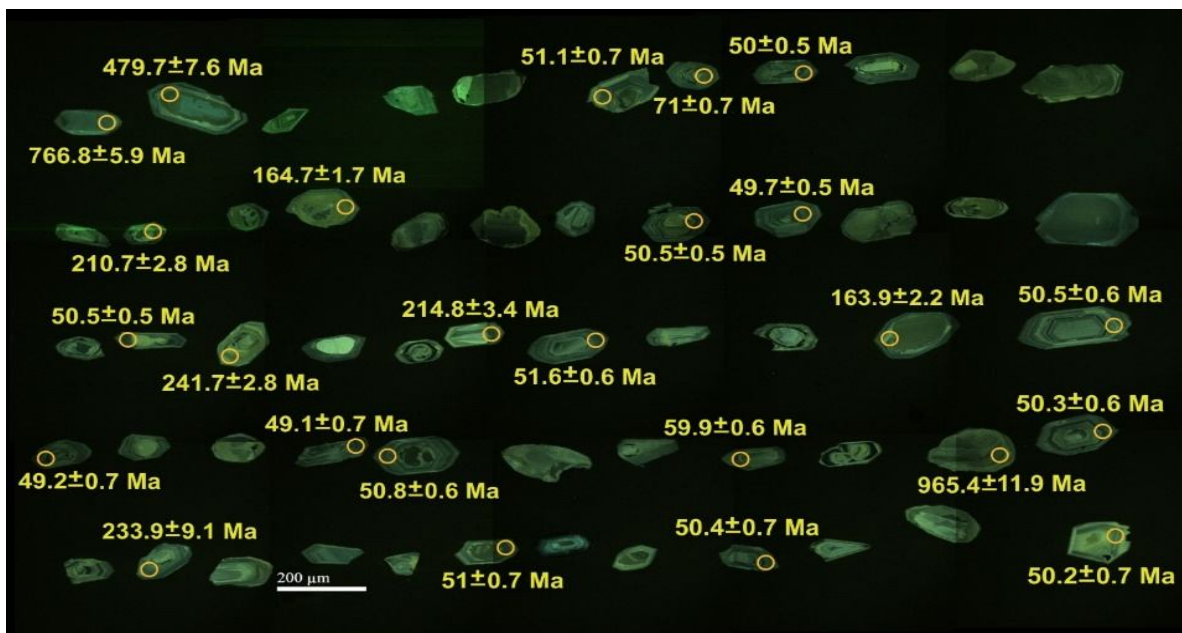 479.7±7.6 Ma
51.1±0.7 Ma
50±0.5 Ma
71±0.7 Ma
766.8±5.9 Ma
164.7±1.7 Ma
49.7±0.5 Ma
210.7±2.8 Ma
50.5±0.5 Ma
50.5±0.5 Ma
214.8±3.4 Ma
163.9±2.2 Ma
50.5±0.6 Ma
241.7±2.8 Ma
51.6±0.6 Ma
49.1±0.7 Ma
59.9±0.6 Ma
50.3±0.6 Ma
49.2±0.7 Ma
50.8±0.6 Ma
965.4±11.9 Ma
233.9±9.1 Ma
50.4±0.7 Ma
200 µm
51±0.7 Ma
50.2±0.7 Ma